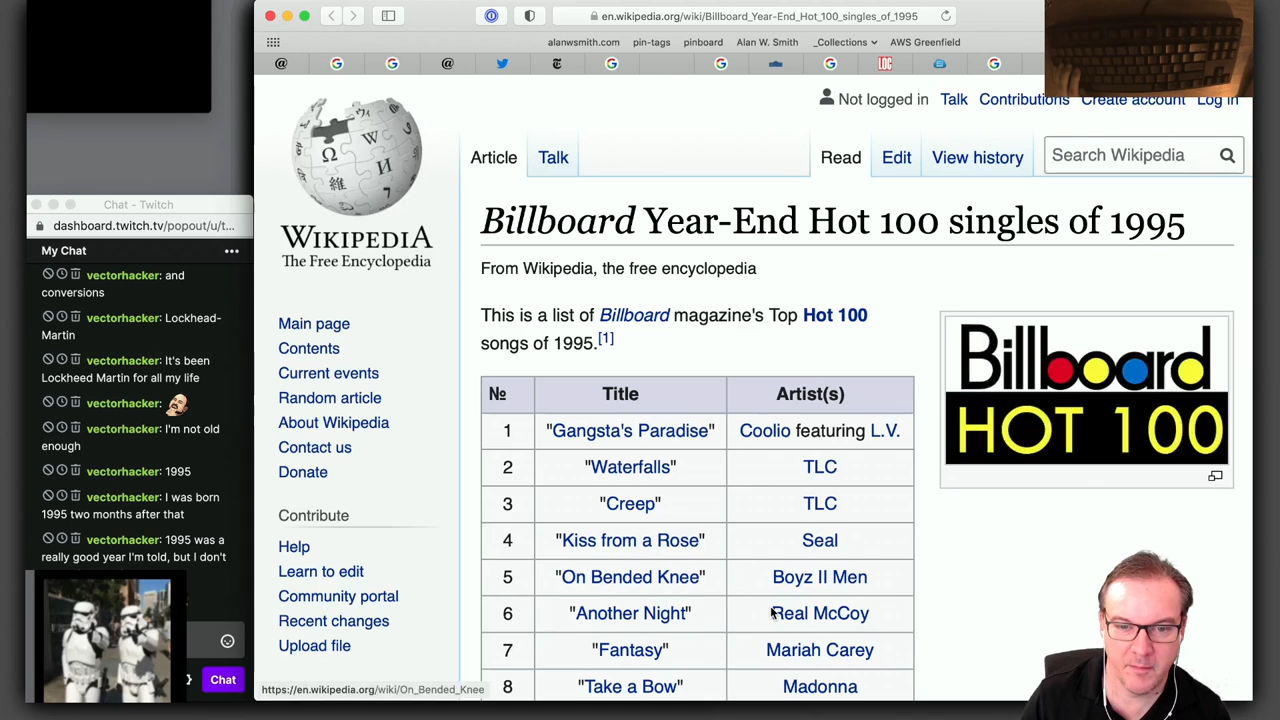 en.wikipedia.org/wiki/Billboard_Year-End_Hot_100_singles_of_1995
alanwsmith.com pin-tags pinboard Alan W. Smith _Collections AWS Greenfield
Not logged in Talk Contributions Create account Log in
Article Talk Read Edit View history Search Wikipedia
WIKIPEDIA
The Free Encyclopedia
Billboard Year-End Hot 100 singles of 1995
From Wikipedia, the free encyclopedia
This is a list of Billboard magazine's Top Hot 100
songs of 1995.[1]
Billboard
HOT 100
№ Title Artist(s)
1 "Gangsta's Paradise" Coolio featuring L.V.
2 "Waterfalls" TLC
3 "Creep" TLC
4 "Kiss from a Rose" Seal
5 "On Bended Knee" Boyz II Men
6 "Another Night" Real McCoy
7 "Fantasy" Mariah Carey
8 "Take a Bow" Madonna
Main page
Contents
Current events
Random article
About Wikipedia
Contact us
Donate
Contribute
Help
Learn to edit
Community portal
Recent changes
Upload file
https://en.wikipedia.org/wiki/On_Bended_Knee
Chat - Twitch
dashboard.twitch.tv/popout/u/t...
My Chat
vectorhacker: and
conversions
vectorhacker: Lockhead-
Martin
vectorhacker: It's been
Lockheed Martin for all my life
vectorhacker:
vectorhacker: I'm not old
enough
vectorhacker: 1995
vectorhacker: I was born
1995 two months after that
vectorhacker: 1995 was a
really good year I'm told, but I don't
Chat